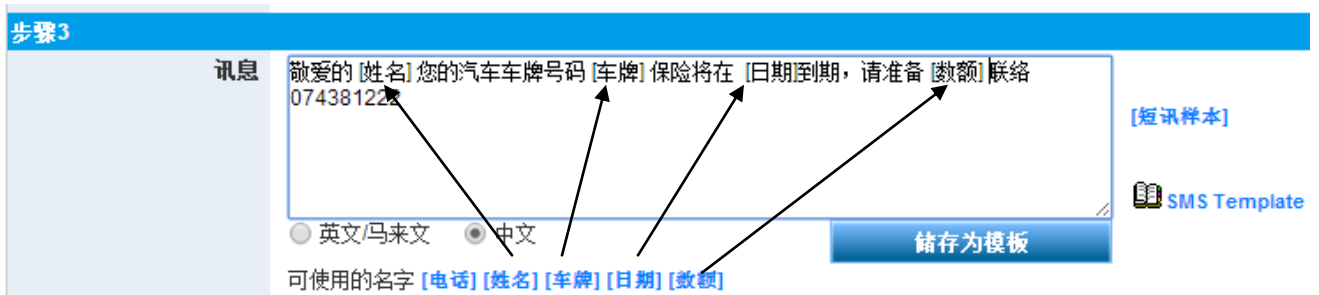 步骤3
讯息
敬爱的 [姓名] 您的汽车车牌号码 [车牌] 保险将在 [日期]到期，请准备 [数额] 联络
074381222
[短讯样本]
SMS Template
英文/马来文 中文
储存为模板
可使用的名字 [电话] [姓名] [车牌] [日期] [数额]